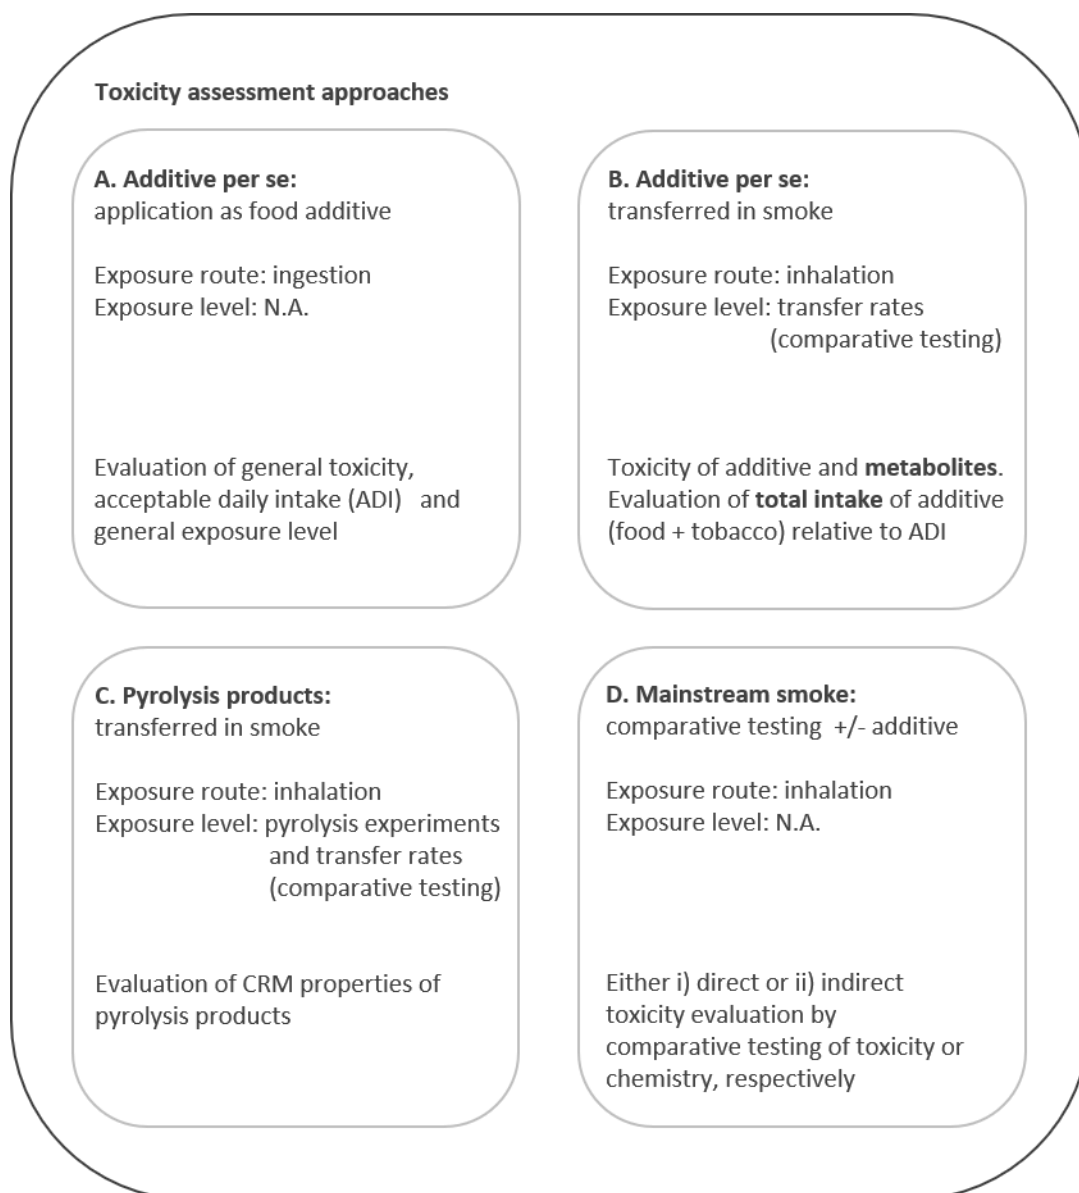 Toxicity assessment approaches
A. Additive per se:
application as food additive
Exposure route: ingestion
Exposure level: N.A.
Evaluation of general toxicity,
acceptable daily intake (ADI) and
general exposure level
B. Additive per se:
transferred in smoke
Exposure route: inhalation
Exposure level: transfer rates
(comparative testing)
Toxicity of additive and metabolites.
Evaluation of total intake of additive
(food + tobacco) relative to ADI
C. Pyrolysis products:
transferred in smoke
Exposure route: inhalation
Exposure level: pyrolysis experiments
and transfer rates
(comparative testing)
Evaluation of CRM properties of
pyrolysis products
D. Mainstream smoke:
comparative testing +/- additive
Exposure route: inhalation
Exposure level: N.A.
Either i) direct or ii) indirect
toxicity evaluation by
comparative testing of toxicity or
chemistry, respectively